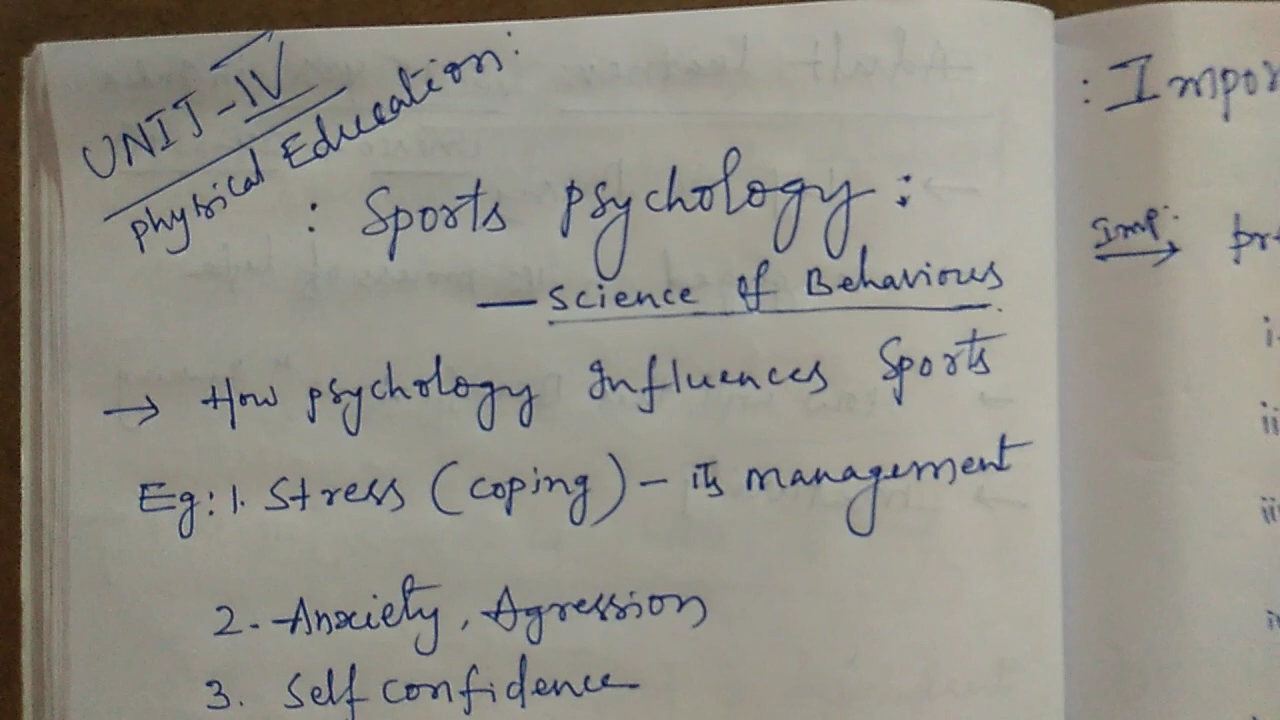 UNIT-IV
Physical Education:
: Sports Psychology :
— Science of Behaviours
→ How psychology Influences Sports
Eg: 1. Stress (coping) – its management
2. Anxiety, Agression
3. Self confidence
: Impor
Imp: →
i
ii